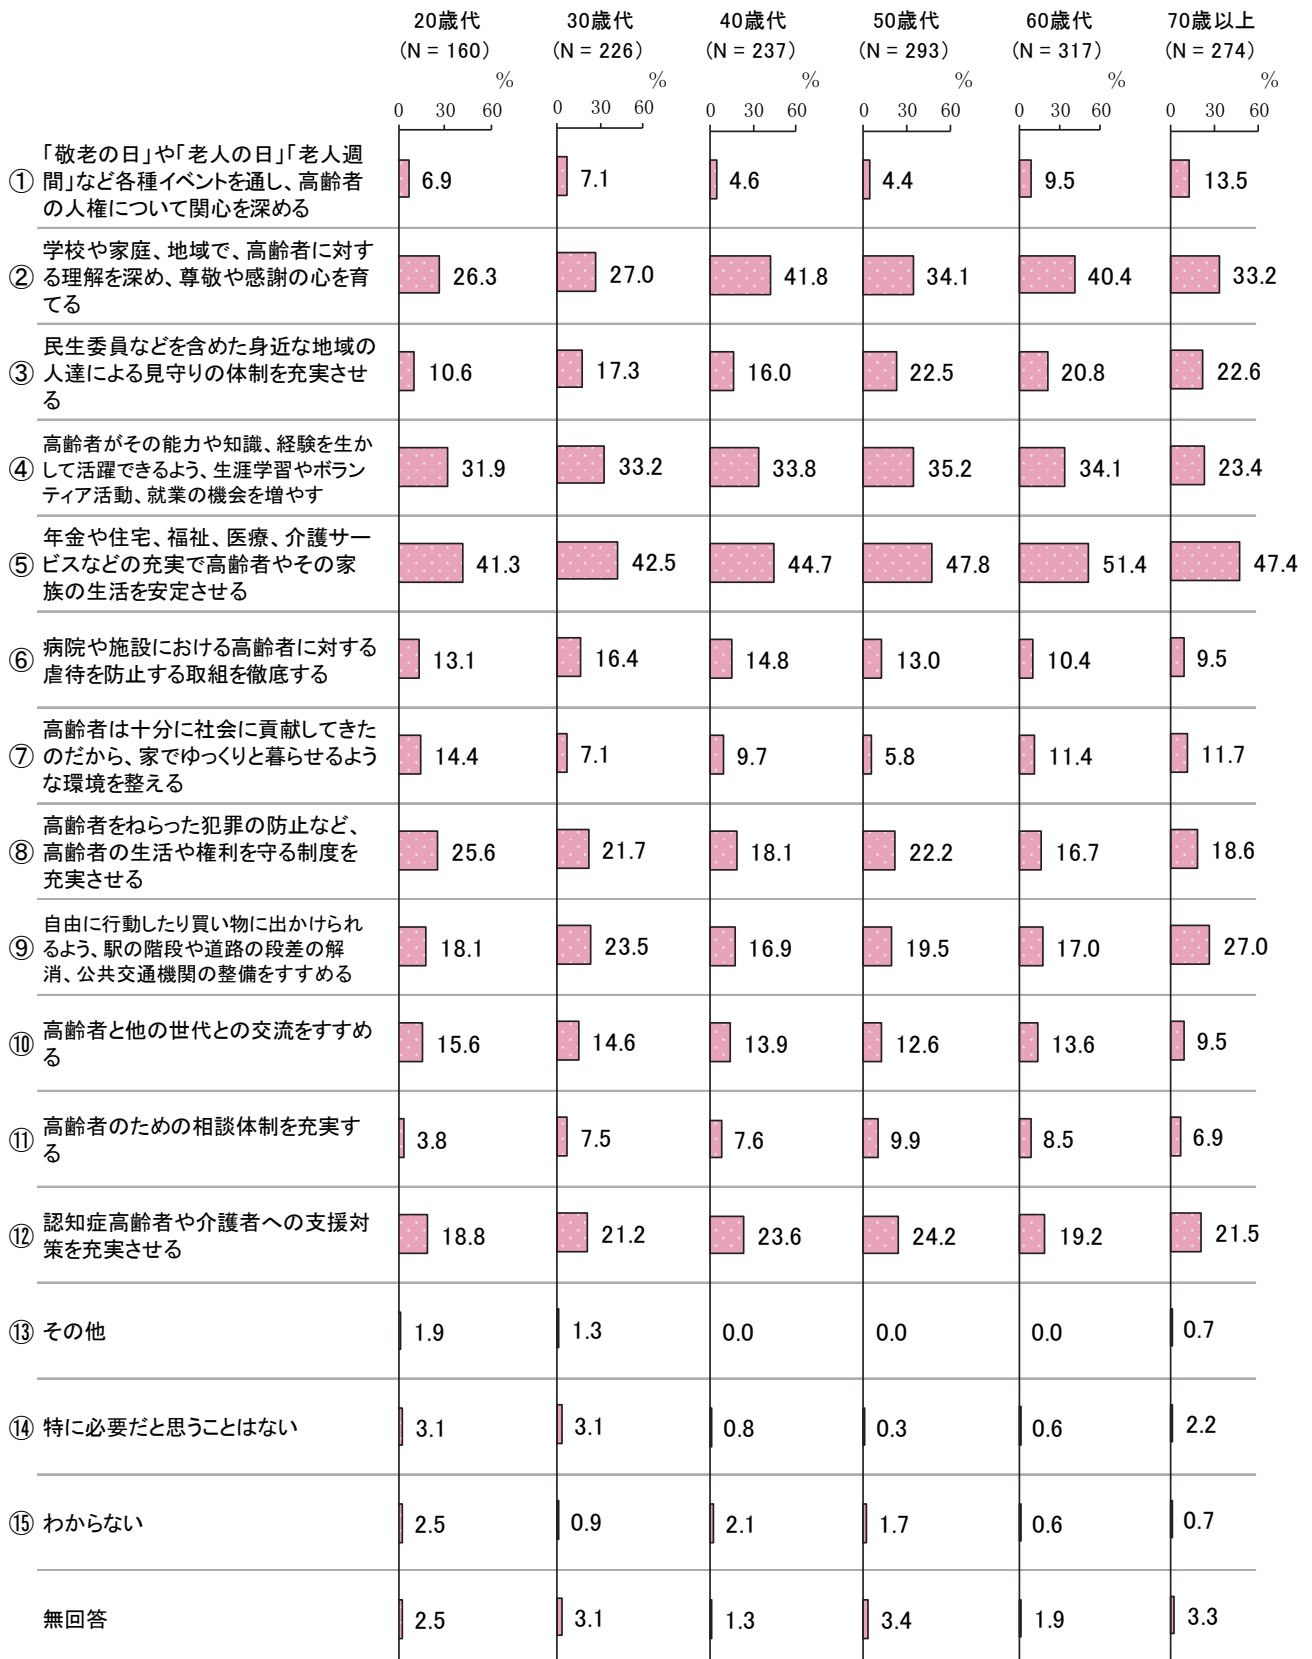 20歳代 30歳代 40歳代 50歳代 60歳代 70歳以上
(N = 160) (N = 226) (N = 237) (N = 293) (N = 317) (N = 274)
% % % % % %
0 30 60 0 30 60 0 30 60 0 30 60 0 30 60 0 30 60
「敬老の日」や「老人の日」「老人週
① 間」など各種イベントを通し、高齢者 6.9 7.1 4.6 4.4 9.5 13.5
の人権について関心を深める
学校や家庭、地域で、高齢者に対す
② る理解を深め、尊敬や感謝の心を育 26.3 27.0 41.8 34.1 40.4 33.2
てる
民生委員などを含めた身近な地域の
③ 人達による見守りの体制を充実させ 10.6 17.3 16.0 22.5 20.8 22.6
る
高齢者がその能力や知識、経験を生か
④ して活躍できるよう、生涯学習やボラン 31.9 33.2 33.8 35.2 34.1 23.4
ティア活動、就業の機会を増やす
年金や住宅、福祉、医療、介護サー
⑤ ビスなどの充実で高齢者やその家 41.3 42.5 44.7 47.8 51.4 47.4
族の生活を安定させる
⑥ 病院や施設における高齢者に対する 13.1 16.4 14.8 13.0 10.4 9.5
虐待を防止する取組を徹底する
高齢者は十分に社会に貢献してきた
⑦ のだから、家でゆっくりと暮らせるよう 14.4 7.1 9.7 5.8 11.4 11.7
な環境を整える
高齢者をねらった犯罪の防止など、
⑧ 高齢者の生活や権利を守る制度を 25.6 21.7 18.1 22.2 16.7 18.6
充実させる
自由に行動したり買い物に出かけられ
⑨ るよう、駅の階段や道路の段差の解 18.1 23.5 16.9 19.5 17.0 27.0
消、公共交通機関の整備をすすめる
⑩ 高齢者と他の世代との交流をすすめ 15.6 14.6 13.9 12.6 13.6 9.5
る
⑪ 高齢者のための相談体制を充実す 3.8 7.5 7.6 9.9 8.5 6.9
る
⑫ 認知症高齢者や介護者への支援対 18.8 21.2 23.6 24.2 19.2 21.5
策を充実させる
⑬ その他 1.9 1.3 0.0 0.0 0.0 0.7
⑭ 特に必要だと思うことはない 3.1 3.1 0.8 0.3 0.6 2.2
⑮ わからない 2.5 0.9 2.1 1.7 0.6 0.7
無回答 2.5 3.1 1.3 3.4 1.9 3.3